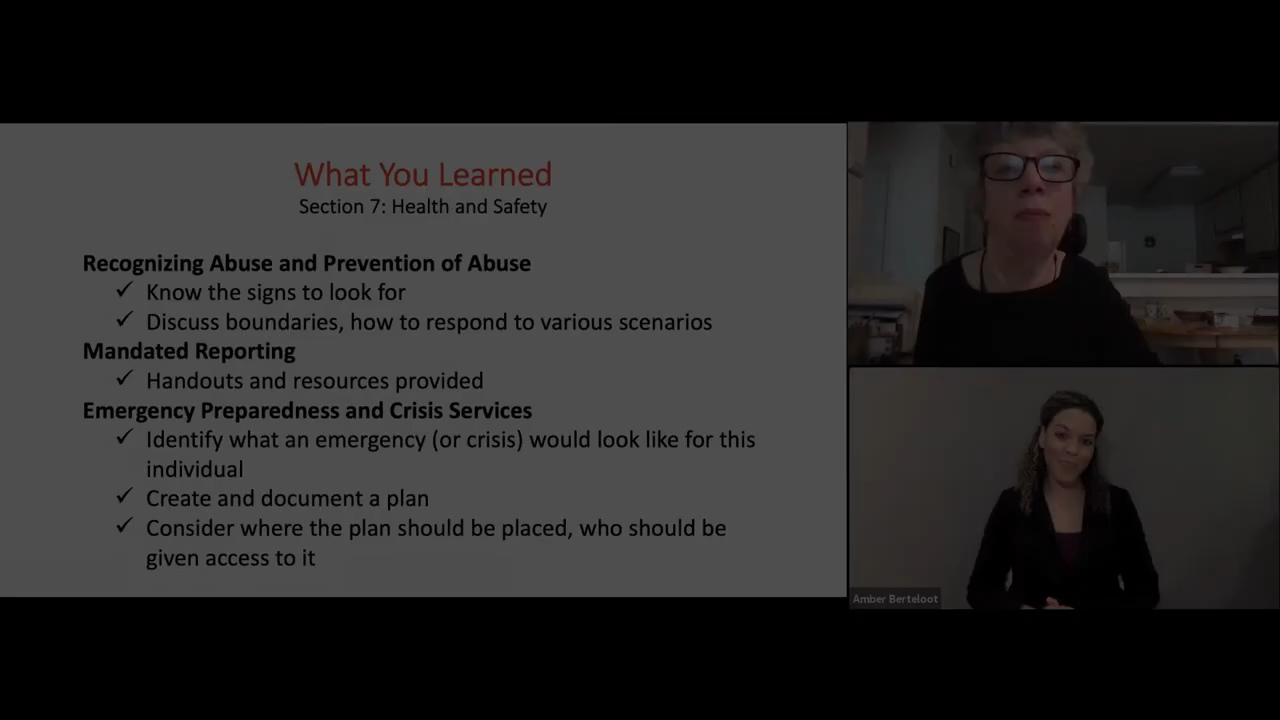 What You Learned
Section 7: Health and Safety
Recognizing Abuse and Prevention of Abuse
✓ Know the signs to look for
✓ Discuss boundaries, how to respond to various scenarios
Mandated Reporting
✓ Handouts and resources provided
Emergency Preparedness and Crisis Services
✓ Identify what an emergency (or crisis) would look like for this
individual
✓ Create and document a plan
✓ Consider where the plan should be placed, who should be
given access to it
Amber Berteloot